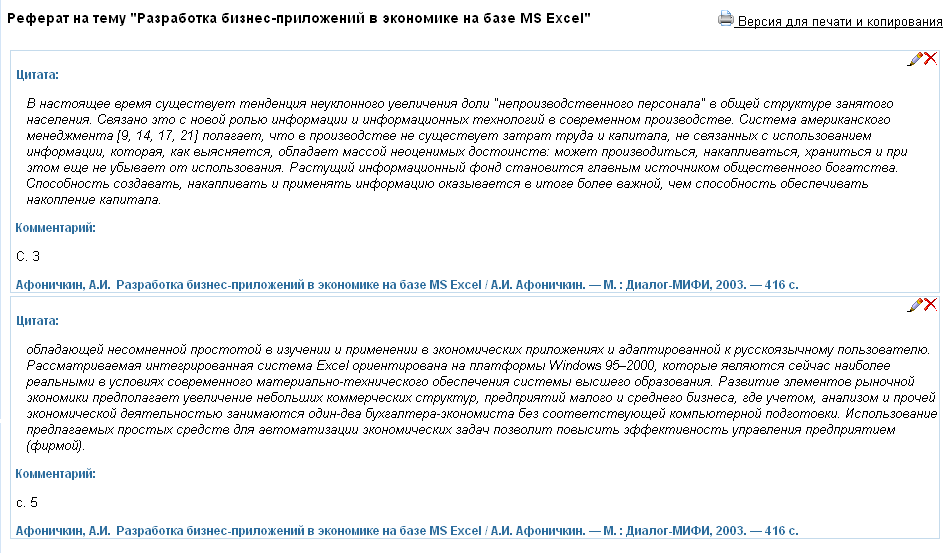 Реферат на тему "Разработка бизнес-приложений в экономике на базе MS Excel"
Версия для печати и копирования
Цитата:
В настоящее время существует тенденция неуклонного увеличения доли "непроизводственного персонала" в общей структуре занятого
населения. Связано это с новой ролью информации и информационных технологий в современном производстве. Система американского
менеджмента [9, 14, 17, 21] полагает, что в производстве не существует затрат труда и капитала, не связанных с использованием
информации, которая, как выясняется, обладает массой неоценимых достоинств: может производиться, накапливаться, храниться и при
этом еще не убывает от использования. Растущий информационный фонд становится главным источником общественного богатства.
Способность создавать, накапливать и применять информацию оказывается в итоге более важной, чем способность обеспечивать
накопление капитала.
Комментарий:
С. 3
Афоничкин, А.И. Разработка бизнес-приложений в экономике на базе MS Excel / А.И. Афоничкин. — М. : Диалог-МИФИ, 2003. — 416 с.
Цитата:
обладающей несомненной простотой в изучении и применении в экономических приложениях и адаптированной к русскоязычному пользователю.
Рассматриваемая интегрированная система Excel ориентирована на платформы Windows 95–2000, которые являются сейчас наиболее
реальными в условиях современного материально-технического обеспечения системы высшего образования. Развитие элементов рыночной
экономики предполагает увеличение небольших коммерческих структур, предприятий малого и среднего бизнеса, где учетом, анализом и прочей
экономической деятельностью занимаются один-два бухгалтера-экономиста без соответствующей компьютерной подготовки. Использование
предлагаемых простых средств для автоматизации экономических задач позволит повысить эффективность управления предприятием
(фирмой).
Комментарий:
с. 5
Афоничкин, А.И. Разработка бизнес-приложений в экономике на базе MS Excel / А.И. Афоничкин. — М. : Диалог-МИФИ, 2003. — 416 с.